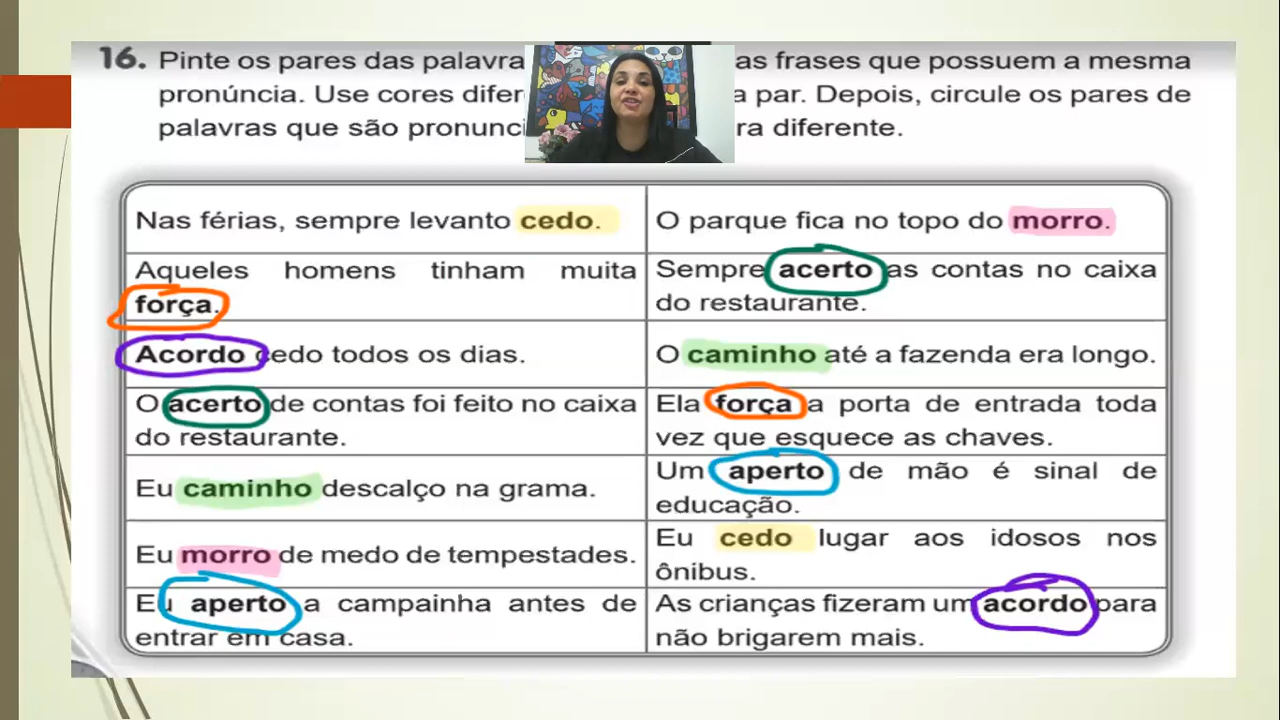 16. Pinte os pares das palavra as frases que possuem a mesma
pronúncia. Use cores difer a par. Depois, circule os pares de
palavras que são pronunci ra diferente.
Nas férias, sempre levanto cedo.
O parque fica no topo do morro.
Aqueles homens tinham muita
força.
Sempre acerto as contas no caixa
do restaurante.
Acordo cedo todos os dias.
O caminho até a fazenda era longo.
O acerto de contas foi feito no caixa
do restaurante.
Ela força a porta de entrada toda
vez que esquece as chaves.
Eu caminho descalço na grama.
Um aperto de mão é sinal de
educação.
Eu morro de medo de tempestades.
Eu cedo lugar aos idosos nos
ônibus.
Eu aperto a campainha antes de
entrar em casa.
As crianças fizeram um acordo para
não brigarem mais.